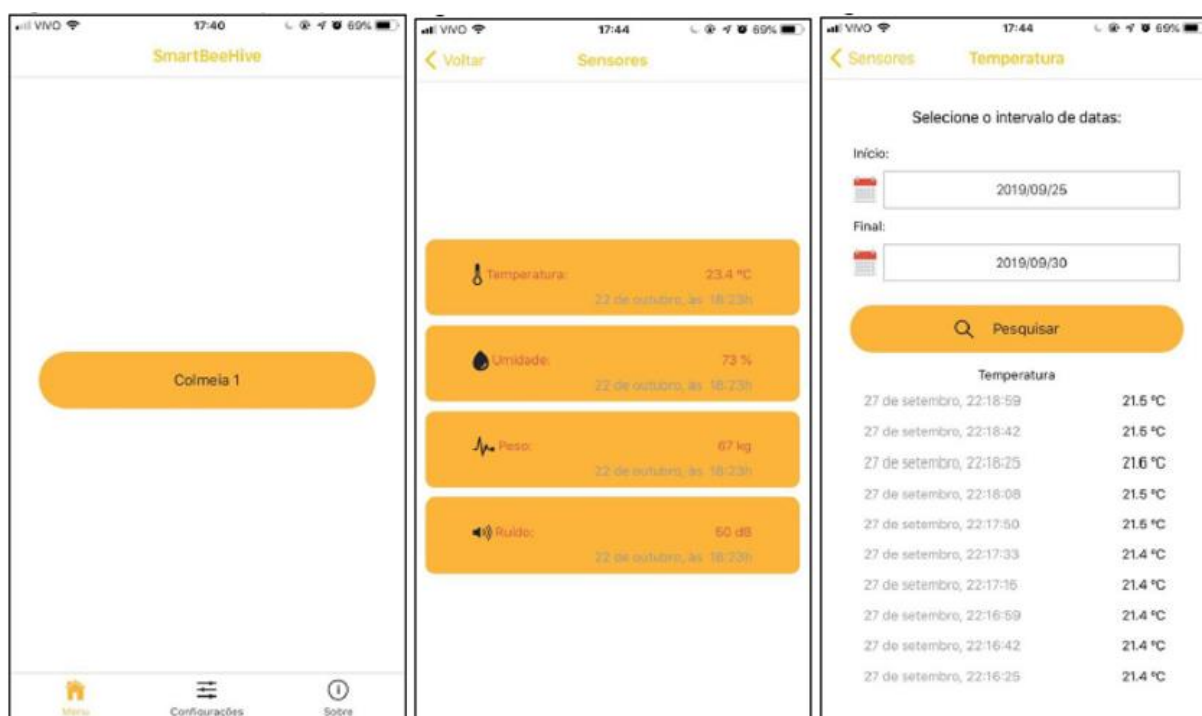 VIVO 17:40 69%
SmartBeeHive
Colmeia 1
Menu Configurações Sobre
VIVO 17:44 69%
Voltar Sensores
Temperatura: 23.4 ºC
22 de outubro, às 18:23h
Umidade: 73 %
22 de outubro, às 18:23h
Peso: 67 kg
22 de outubro, às 18:23h
Ruído: 50 dB
22 de outubro, às 18:23h
VIVO 17:44 69%
Sensores Temperatura
Selecione o intervalo de datas:
Início:
2019/09/25
Final:
2019/09/30
Pesquisar
Temperatura
27 de setembro, 22:18:59 21.5 ºC
27 de setembro, 22:18:42 21.5 ºC
27 de setembro, 22:18:25 21.6 ºC
27 de setembro, 22:18:08 21.5 ºC
27 de setembro, 22:17:50 21.5 ºC
27 de setembro, 22:17:33 21.4 ºC
27 de setembro, 22:17:16 21.4 ºC
27 de setembro, 22:16:59 21.4 ºC
27 de setembro, 22:16:42 21.4 ºC
27 de setembro, 22:16:25 21.4 ºC